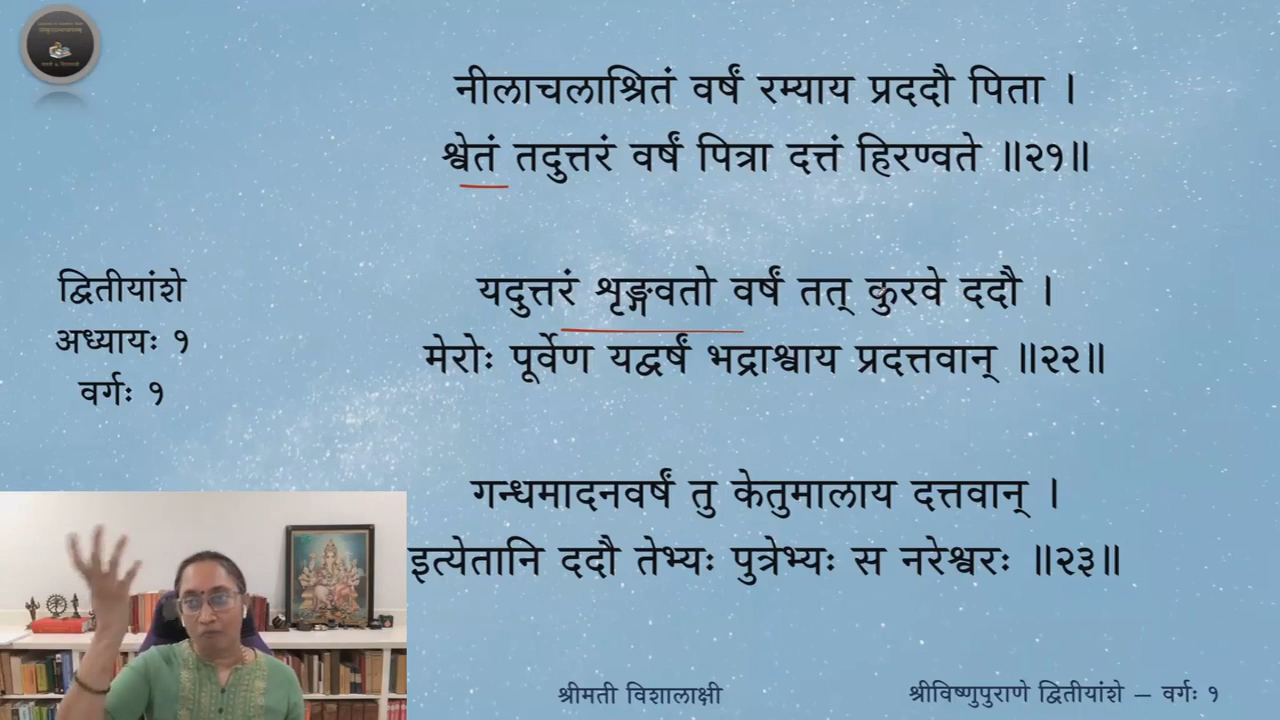 नीलाचलाश्रितं वर्षं रम्याय प्रददौ पिता ।
श्वेतं तदुत्तरं वर्षं पित्रा दत्तं हिरण्वते ॥२१॥
यदुत्तरं शृङ्गवतो वर्षं तत् कुरवे ददौ ।
मेरोः पूर्वेण यद्वर्षं भद्राश्वाय प्रदत्तवान् ॥२२॥
गन्धमादनवर्षं तु केतुमालाय दत्तवान् ।
इत्येतानि ददौ तेभ्यः पुत्रेभ्यः स नरेश्वरः ॥२३॥
द्वितीयांशे
अध्यायः १
वर्गः १
श्रीमती विशालाक्षी
श्रीविष्णुपुराणे द्वितीयांशे – वर्गः १